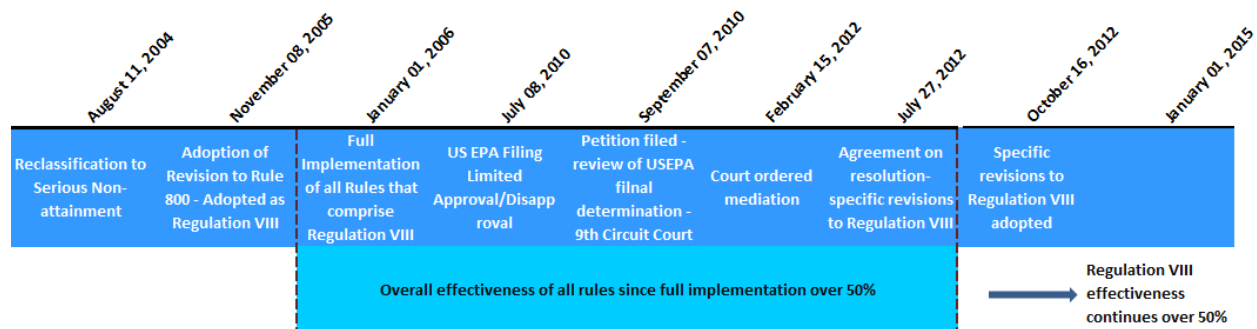 August 11, 2004
November 08, 2005
January 01, 2006
July 08, 2010
September 07, 2010
February 15, 2012
July 27, 2012
October 16, 2012
January 01, 2015
Reclassification to
Serious Non-
attainment
Adoption of
Revision to Rule
800 - Adopted as
Regulation VIII
Full
Implementation
of all Rules that
comprise
Regulation VIII
US EPA Filing
Limited
Approval/Disapp
roval
Petition filed -
review of USEPA
filnal
determination -
9th Circuit Court
Court ordered
mediation
Agreement on
resolution-
specific revisions
to Regulation VIII
Specific
revisions to
Regulation VIII
adopted
Overall effectiveness of all rules since full implementation over 50%
Regulation VIII
effectiveness
continues over 50%